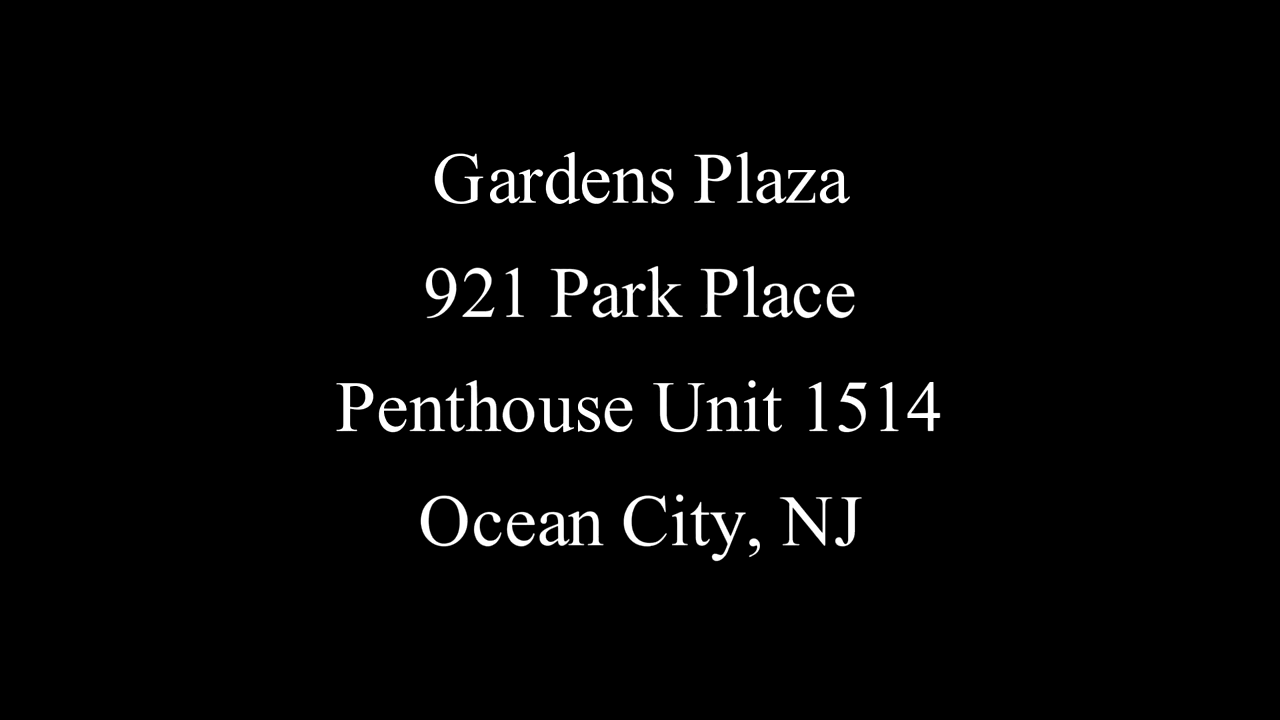 Gardens Plaza
921 Park Place
Penthouse Unit 1514
Ocean City, NJ